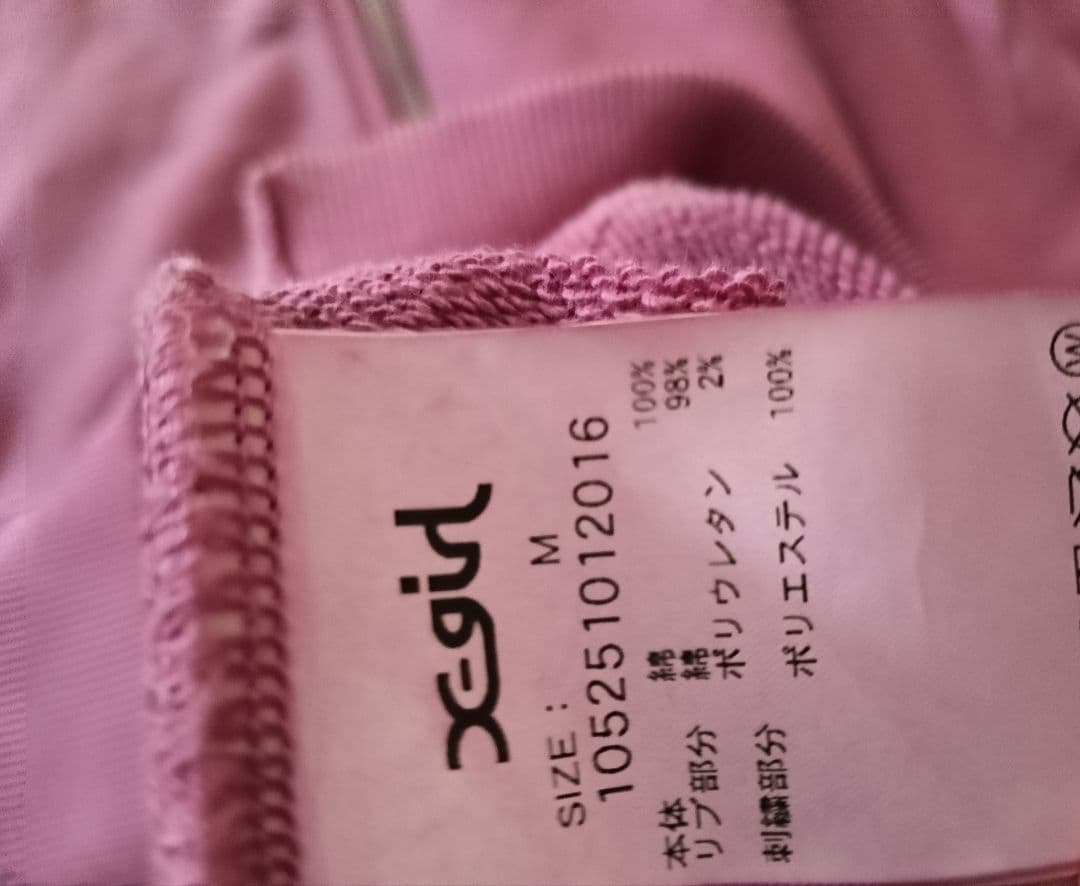 X-girl
SIZE : M
105251012016
本体 綿 100%
リブ部分 綿 98%
ポリウレタン 2%
刺繍部分 ポリエステル 100%
W